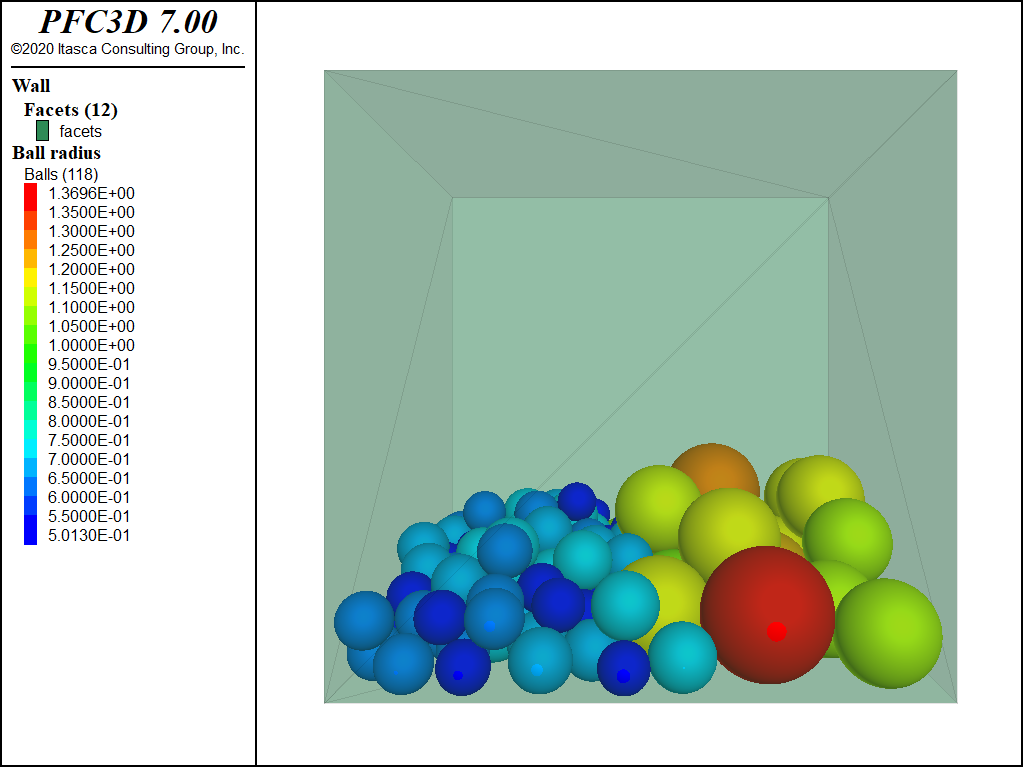 PFC3D 7.00
©2020 Itasca Consulting Group, Inc.
Wall
Facets (12)
facets
Ball radius
Balls (118)
1.3696E+00
1.3500E+00
1.3000E+00
1.2500E+00
1.2000E+00
1.1500E+00
1.1000E+00
1.0500E+00
1.0000E+00
9.5000E-01
9.0000E-01
8.5000E-01
8.0000E-01
7.5000E-01
7.0000E-01
6.5000E-01
6.0000E-01
5.5000E-01
5.0130E-01